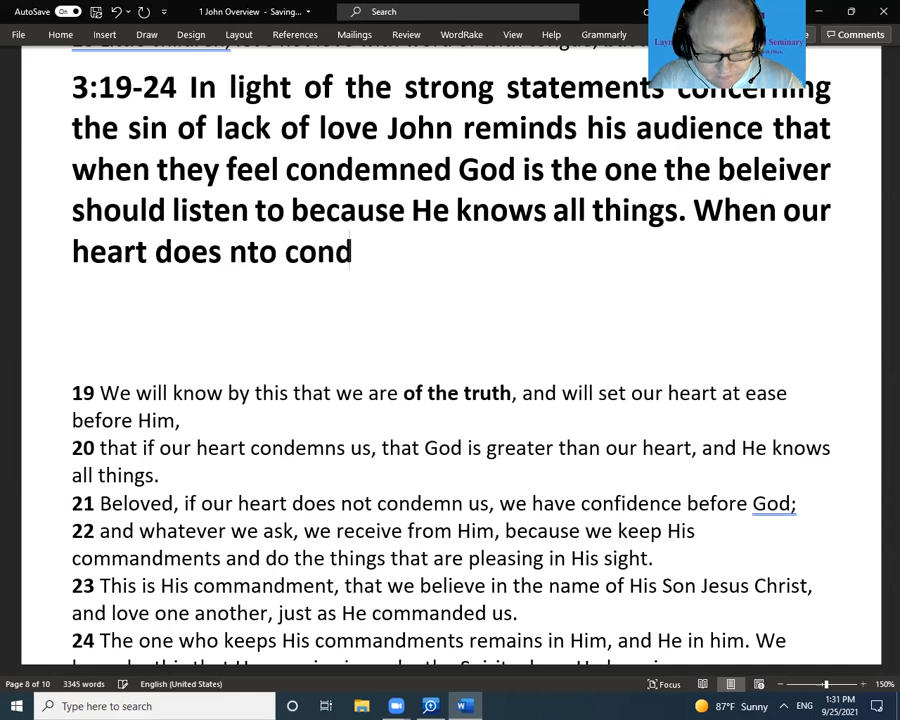 AutoSave On 1 John Overview - Saving... Search
File Home Insert Draw Design Layout References Mailings Review WordRake View Help Grammarly Comments
Seminary
3:19-24 In light of the strong statements concerning
the sin of lack of love John reminds his audience that
when they feel condemned God is the one the beleiver
should listen to because He knows all things. When our
heart does nto cond
19 We will know by this that we are of the truth, and will set our heart at ease
before Him,
20 that if our heart condemns us, that God is greater than our heart, and He knows
all things.
21 Beloved, if our heart does not condemn us, we have confidence before God;
22 and whatever we ask, we receive from Him, because we keep His
commandments and do the things that are pleasing in His sight.
23 This is His commandment, that we believe in the name of His Son Jesus Christ,
and love one another, just as He commanded us.
24 The one who keeps His commandments remains in Him, and He in him. We
Page 8 of 10 3345 words English (United States) Focus 150%
Type here to search 87°F Sunny ENG 1:31 PM
9/25/2021